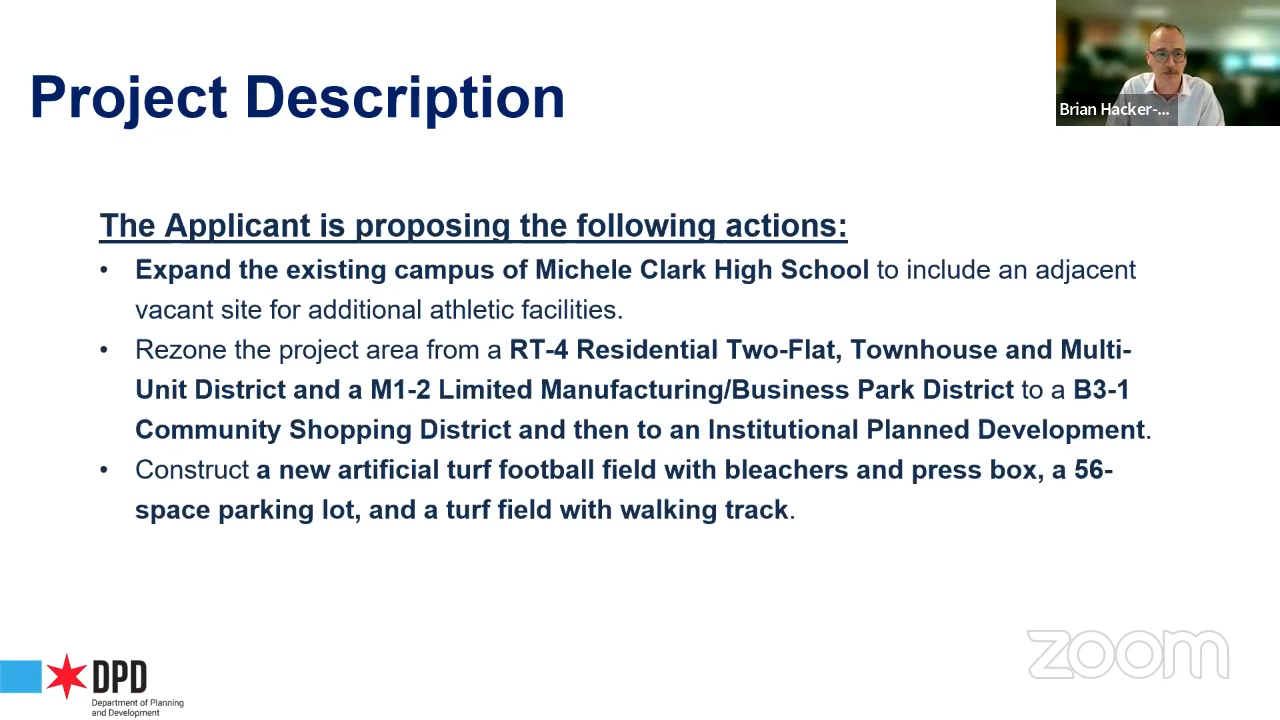 Project Description
Brian Hacker-...
The Applicant is proposing the following actions:
• Expand the existing campus of Michele Clark High School to include an adjacent
vacant site for additional athletic facilities.
• Rezone the project area from a RT-4 Residential Two-Flat, Townhouse and Multi-
Unit District and a M1-2 Limited Manufacturing/Business Park District to a B3-1
Community Shopping District and then to an Institutional Planned Development.
• Construct a new artificial turf football field with bleachers and press box, a 56-
space parking lot, and a turf field with walking track.
zoom
DPD
Department of Planning
and Development